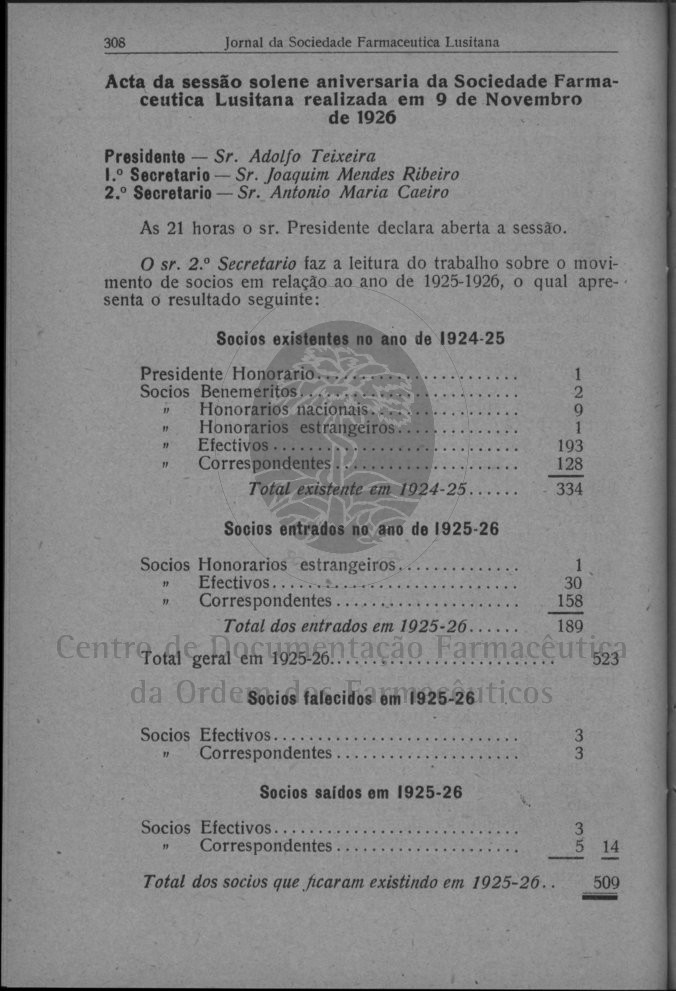 308 Jornal da Sociedade Farmaceutica Lusitana
Acta da sessão solene aniversaria da Sociedade Farma-
ceutica Lusitana realizada em 9 de Novembro
de 1926
Presidente — Sr. Adolfo Teixeira
1.º Secretario — Sr. Joaquim Mendes Ribeiro
2.º Secretario — Sr. Antonio Maria Caeiro
As 21 horas o sr. Presidente declara aberta a sessão.
O sr. 2.º Secretario faz a leitura do trabalho sobre o movi-
mento de socios em relação ao ano de 1925-1926, o qual apre-
senta o resultado seguinte:
Socios existentes no ano de 1924-25
Presidente Honorario........................ 1
Socios Benemeritos.......................... 2
" Honorarios nacionais.................. 9
" Honorarios estrangeiros.............. 1
" Efectivos............................. 193
" Correspondentes...................... 128
Total existente em 1924-25...... 334
Socios entrados no ano de 1925-26
Socios Honorarios estrangeiros.............. 1
" Efectivos............................. 30
" Correspondentes...................... 158
Total dos entrados em 1925-26...... 189
Centro de Documentação Farmacêutica
Total geral em 1925-26........................... 523
da Ordem dos Farmacêuticos
Socios falecidos em 1925-26
Socios Efectivos............................. 3
" Correspondentes...................... 3
Socios saídos em 1925-26
Socios Efectivos............................. 3
" Correspondentes...................... 5 14
Total dos socios que ficaram existindo em 1925-26.. 509